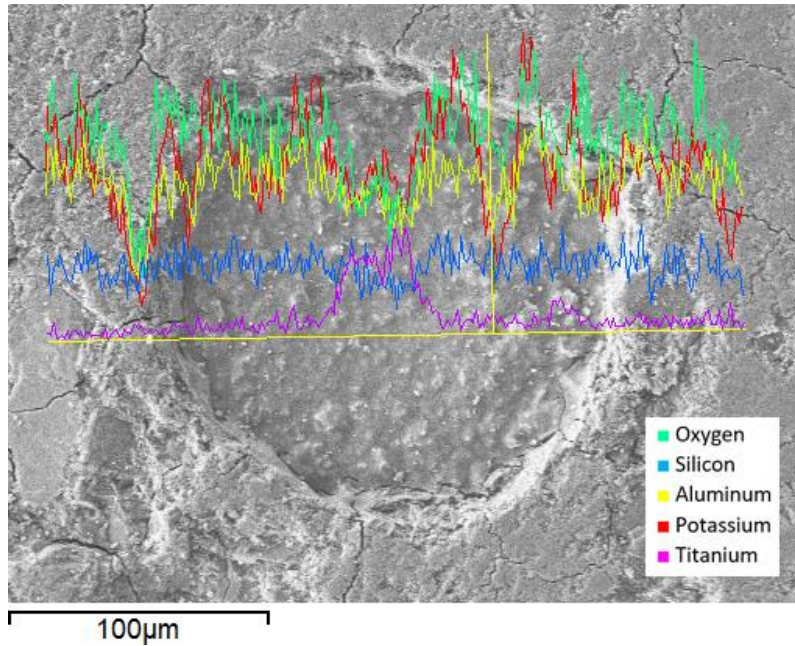 Oxygen
Silicon
Aluminum
Potassium
Titanium
100μm